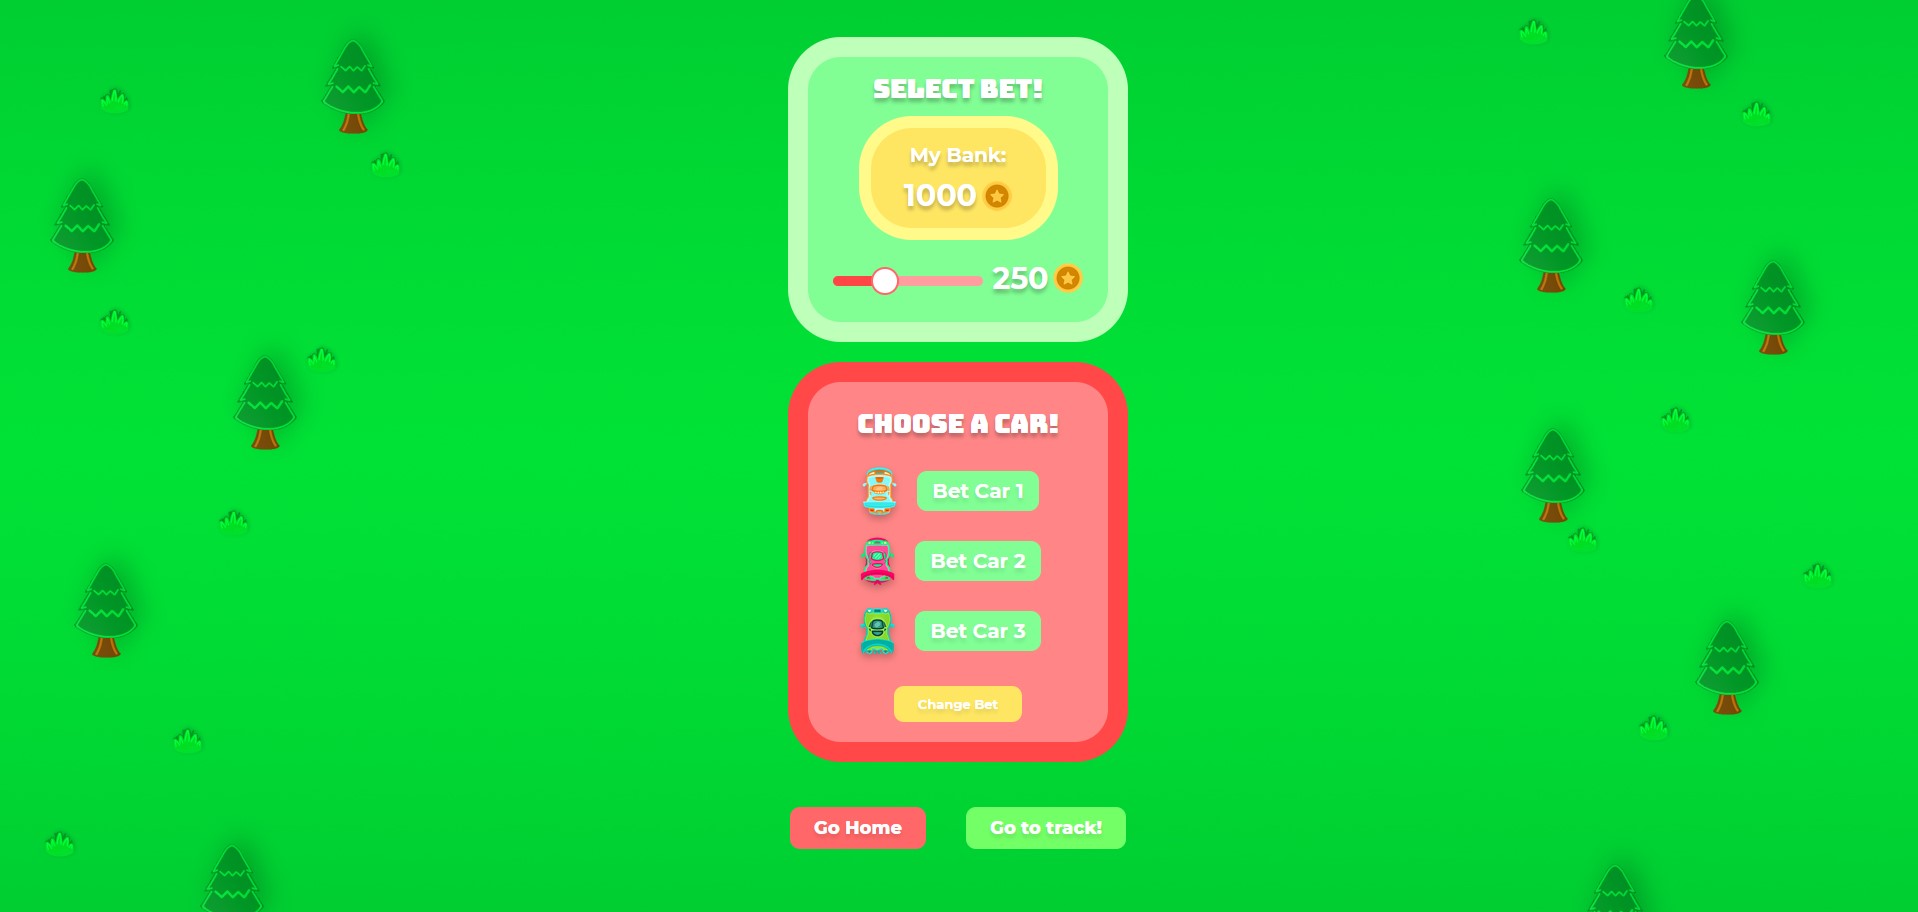 SELECT BET!
My Bank:
1000
250
CHOOSE A CAR!
Bet Car 1
Bet Car 2
Bet Car 3
Change Bet
Go Home
Go to track!